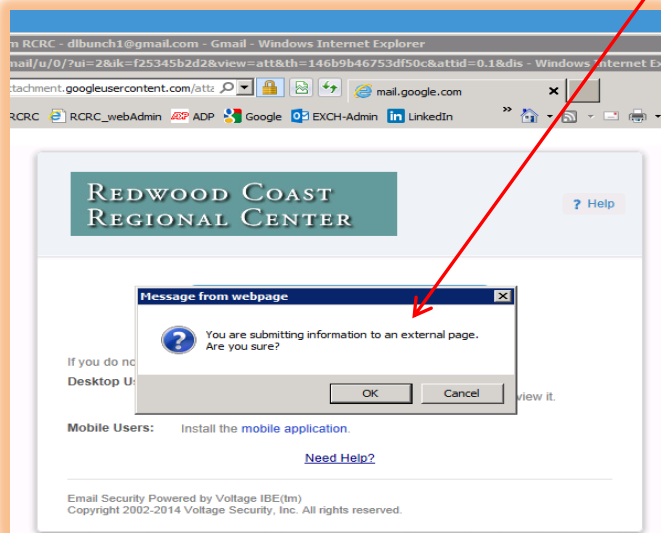 m RCRC - dlbunch1@gmail.com - Gmail - Windows Internet Explorer
mail/u/0/?ui=2&ik=f25345b2d2&view=att&th=146b9b46753df50c&attid=0.1&dis - Windows Internet Ex
ttachment.googleusercontent.com/atta
mail.google.com
RCRC RCRC_webAdmin ADP ADP Google EXCH-Admin in LinkedIn »
REDWOOD COAST
REGIONAL CENTER
? Help
Message from webpage
You are submitting information to an external page.
Are you sure?
OK Cancel
If you do no
Desktop U
view it.
Mobile Users: Install the mobile application.
Need Help?
Email Security Powered by Voltage IBE(tm)
Copyright 2002-2014 Voltage Security, Inc. All rights reserved.